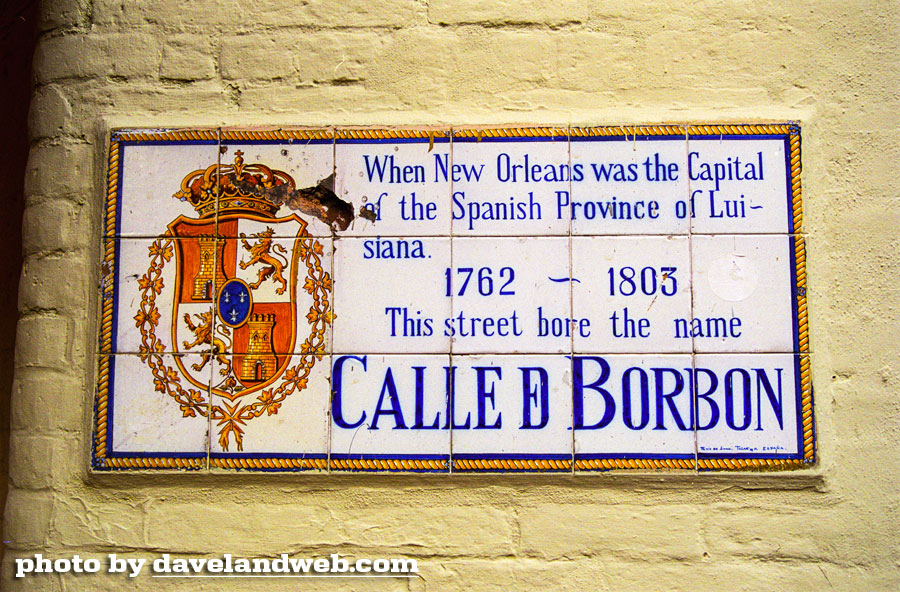 When New Orleans was the Capital
of the Spanish Province of Lui-
siana.
1762 ~ 1803
This street bore the name
CALLE D BORBON
photo by davelandweb.com